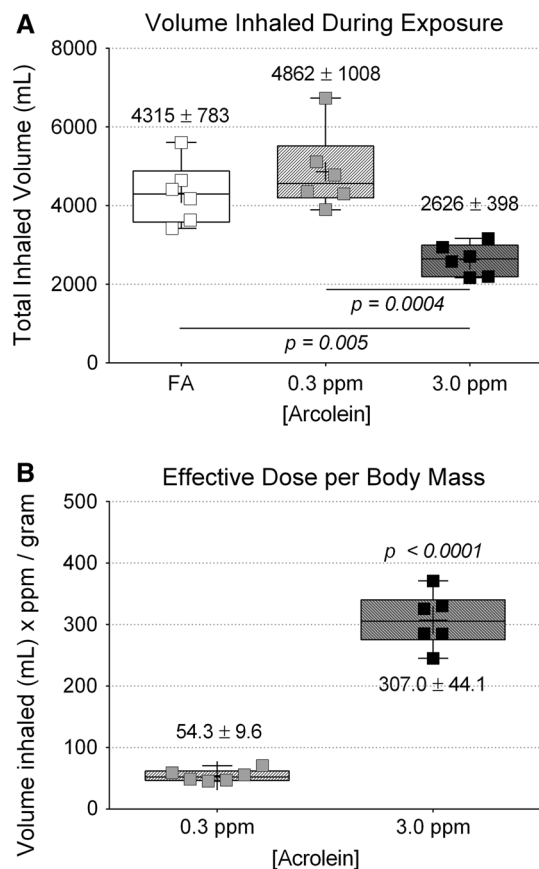 A
Volume Inhaled During Exposure
Total Inhaled Volume (mL)
8000
6000
4000
2000
0
4315 ± 783
4862 ± 1008
2626 ± 398
p = 0.0004
p = 0.005
FA
0.3 ppm
3.0 ppm
[Arcolein]
B
Effective Dose per Body Mass
Volume inhaled (mL) x ppm / gram
500
400
300
200
100
0
p < 0.0001
307.0 ± 44.1
54.3 ± 9.6
0.3 ppm
3.0 ppm
[Acrolein]